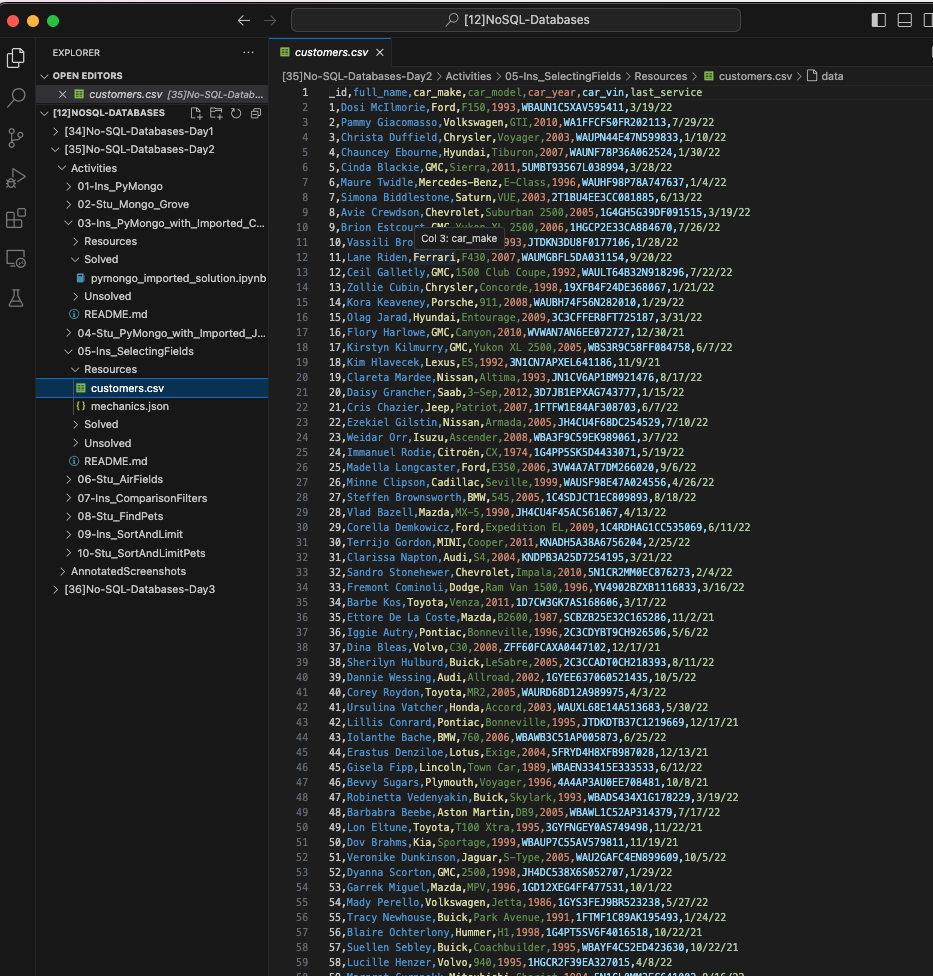 [12]NoSQL-Databases
EXPLORER
OPEN EDITORS
customers.csv [35]No-SQL-Datab...
[12]NOSQL-DATABASES
[34]No-SQL-Databases-Day1
[35]No-SQL-Databases-Day2
Activities
01-Ins_PyMongo
02-Stu_Mongo_Grove
03-Ins_PyMongo_with_Imported_C...
Resources
Solved
pymongo_imported_solution.ipynb
Unsolved
README.md
04-Stu_PyMongo_with_Imported_J...
05-Ins_SelectingFields
Resources
customers.csv
mechanics.json
Solved
Unsolved
README.md
06-Stu_AirFields
07-Ins_ComparisonFilters
08-Stu_FindPets
09-Ins_SortAndLimit
10-Stu_SortAndLimitPets
AnnotatedScreenshots
[36]No-SQL-Databases-Day3
customers.csv
[35]No-SQL-Databases-Day2 > Activities > 05-Ins_SelectingFields > Resources > customers.csv > data
1 _id,full_name,car_make,car_model,car_year,car_vin,last_service
2 1,Dosi McIlmorie,Ford,F150,1993,WBAUN1C5XAV595411,3/19/22
3 2,Pammy Giacomasso,Volkswagen,GTI,2010,WA1FFCFS0FR202113,7/29/22
4 3,Christa Duffield,Chrysler,Voyager,2003,WAUPN44E47N599833,1/10/22
5 4,Chauncey Ebourne,Hyundai,Tiburon,2007,WAUNF78P36A062524,1/30/22
6 5,Cinda Blackie,GMC,Sierra,2011,5UMBT93567L038994,3/28/22
7 6,Maure Twidle,Mercedes-Benz,E-Class,1996,WAUHF98P78A747637,1/4/22
8 7,Simona Biddlestone,Saturn,VUE,2003,2T1BU4EE3CC081885,6/13/22
9 8,Avie Crewdson,Chevrolet,Suburban 2500,2005,1G4GH5G39DF091515,3/19/22
10 9,Brion Estcourt,GMC,Yukon XL 2500,2006,1HGCP2E33CA884670,7/26/22
Col 3: car_make
11 10,Vassili Bro 993,JTDKN3DU8F0177106,1/28/22
12 11,Lane Riden,Ferrari,F430,2007,WAUMGBFL5DA031154,9/20/22
13 12,Ceil Galletly,GMC,1500 Club Coupe,1992,WAULT64B32N918296,7/22/22
14 13,Zollie Cubin,Chrysler,Concorde,1998,19XFB4F24DE368067,1/21/22
15 14,Kora Keaveney,Porsche,911,2008,WAUBH74F56N282010,1/29/22
16 15,Olag Jarad,Hyundai,Entourage,2009,3C3CFFER8FT725187,3/31/22
17 16,Flory Harlowe,GMC,Canyon,2010,WVWAN7AN6EE072727,12/30/21
18 17,Kirstyn Kilmurry,GMC,Yukon XL 2500,2005,WBS3R9C58FF084758,6/7/22
19 18,Kim Hlavecek,Lexus,ES,1992,3N1CN7APXEL641186,11/9/21
20 19,Clareta Mardee,Nissan,Altima,1993,JN1CV6AP1BM921476,8/17/22
21 20,Daisy Grancher,Saab,3-Sep,2012,3D7JB1EPXAG743777,1/15/22
22 21,Cris Chazier,Jeep,Patriot,2007,1FTFW1E84AF308703,6/7/22
23 22,Ezekiel Gilstin,Nissan,Armada,2005,JH4CU4F68DC254529,7/10/22
24 23,Weidar Orr,Isuzu,Ascender,2008,WBA3F9C59EK989061,3/7/22
25 24,Immanuel Rodie,Citroën,CX,1974,1G4PP5SK5D4433071,5/19/22
26 25,Madella Longcaster,Ford,E350,2006,3VW4A7AT7DM266020,9/6/22
27 26,Minne Clipson,Cadillac,Seville,1999,WAUSF98E47A024556,4/26/22
28 27,Steffen Brownsworth,BMW,545,2005,1C4SDJCT1EC809893,8/18/22
29 28,Vlad Bazell,Mazda,MX-5,1990,JH4CU4F45AC561067,4/13/22
30 29,Corella Demkowicz,Ford,Expedition EL,2009,1C4RDHAG1CC535069,6/11/22
31 30,Terrijo Gordon,MINI,Cooper,2011,KNADH5A38A6756204,2/25/22
32 31,Clarissa Napton,Audi,S4,2004,KNDPB3A25D7254195,3/21/22
33 32,Sandro Stonehewer,Chevrolet,Impala,2010,5N1CR2MM0EC876273,2/4/22
34 33,Fremont Cominoli,Dodge,Ram Van 1500,1996,YV4902BZXB1116833,3/16/22
35 34,Barbe Kos,Toyota,Venza,2011,1D7CW3GK7AS168606,3/17/22
36 35,Ettore De La Coste,Mazda,B2600,1987,SCBZB25E32C165286,11/2/21
37 36,Iggie Autry,Pontiac,Bonneville,1996,2C3CDYBT9CH926506,5/6/22
38 37,Dina Bleas,Volvo,C30,2008,ZFF60FCAXA0447102,12/17/21
39 38,Sherilyn Hulburd,Buick,LeSabre,2005,2C3CCADT0CH218393,8/11/22
40 39,Dannie Wessing,Audi,Allroad,2002,1GYEE637060521435,10/5/22
41 40,Corey Roydon,Toyota,MR2,2005,WAURD68D12A989975,4/3/22
42 41,Ursulina Vatcher,Honda,Accord,2003,WAUXL68E14A513683,5/30/22
43 42,Lillis Conrard,Pontiac,Bonneville,1995,JTDKDTB37C1219669,12/17/21
44 43,Iolanthe Bache,BMW,760,2006,WBAWB3C51AP005873,6/25/22
45 44,Erastus Denziloe,Lotus,Exige,2004,5FRYD4H8XFB987028,12/13/21
46 45,Gisela Fipp,Lincoln,Town Car,1989,WBAEN33415E333533,6/12/22
47 46,Bevvy Sugars,Plymouth,Voyager,1996,4A4AP3AU0EE708481,10/8/21
48 47,Robinetta Vedenyakin,Buick,Skylark,1993,WBADS434X1G178229,3/19/22
49 48,Barbabra Beebe,Aston Martin,DB9,2005,WBAWL1C52AP314379,7/17/22
50 49,Lon Eltune,Toyota,T100 Xtra,1995,3GYFNGEY0AS749498,11/22/21
51 50,Dov Brahms,Kia,Sportage,1999,WBAUP7C55AV579811,11/19/21
52 51,Veronike Dunkinson,Jaguar,S-Type,2005,WAU2GAFC4EN899609,10/5/22
53 52,Dyanna Scorton,GMC,2500,1998,JH4DC538X6S052707,1/29/22
54 53,Garrek Miguel,Mazda,MPV,1996,1GD12XEG4FF477531,10/1/22
55 54,Mady Perello,Volkswagen,Jetta,1986,1GYS3FEJ9BR523238,5/27/22
56 55,Tracy Newhouse,Buick,Park Avenue,1991,1FTMF1C89AK195493,1/24/22
57 56,Blaire Ochterlony,Hummer,H1,1998,1G4PT5SV6F4016518,10/22/21
58 57,Suellen Sebley,Buick,Coachbuilder,1995,WBAYF4C52ED423630,10/22/21
59 58,Lucille Henzer,Volvo,940,1995,1HGCR2F39EA327015,4/8/22